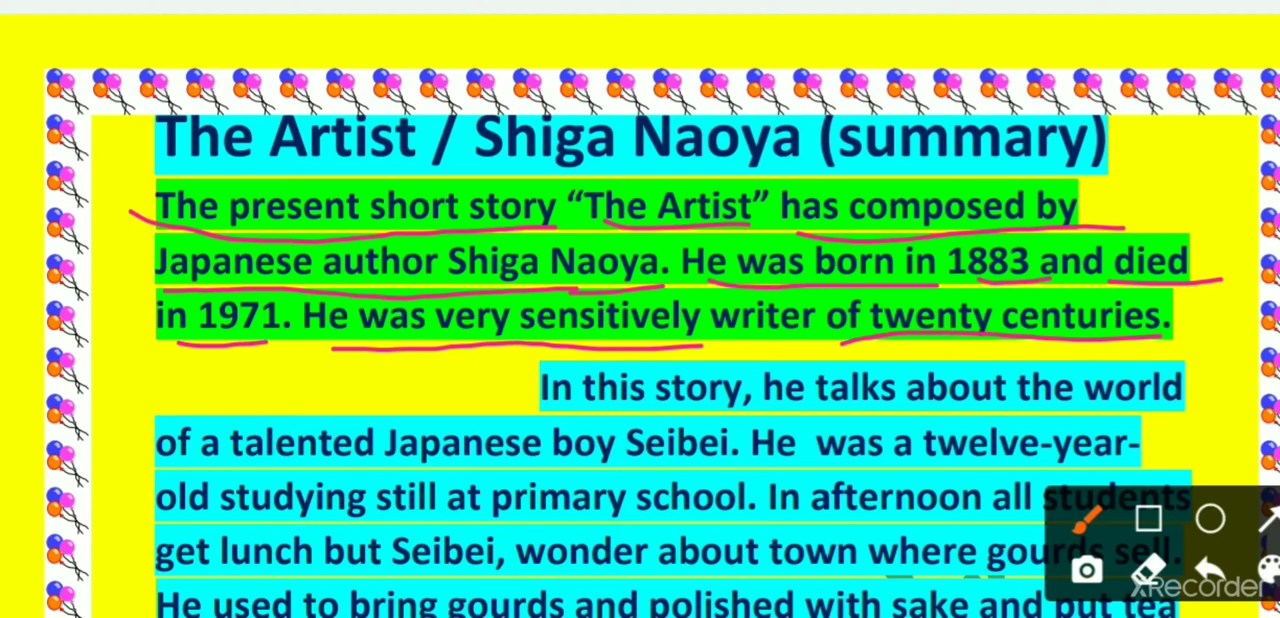 The Artist / Shiga Naoya (summary)
The present short story “The Artist” has composed by
Japanese author Shiga Naoya. He was born in 1883 and died
in 1971. He was very sensitively writer of twenty centuries.
In this story, he talks about the world
of a talented Japanese boy Seibei. He was a twelve-year-
old studying still at primary school. In afternoon all students
get lunch but Seibei, wonder about town where gourds sell.
He used to bring gourds and polished with sake and put tea
XRecorder